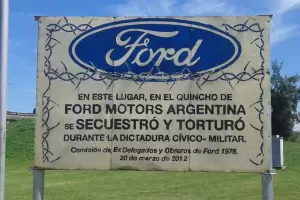 Ford
EN ESTE LUGAR, EN EL QUINCHO DE
FORD MOTORS ARGENTINA
SE SECUESTRÓ Y TORTURÓ
DURANTE LA DICTADURA CÍVICO- MILITAR.
Comisión de Ex Delegados y Obreros de Ford 1976.
20 de marzo de 2012